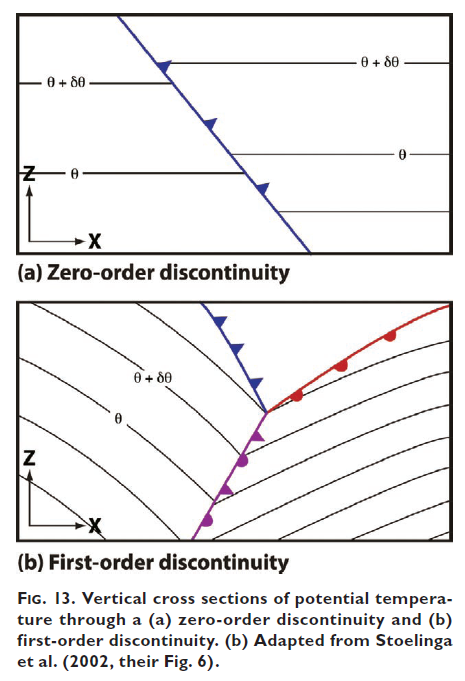 θ + δθ
θ + δθ
θ
θ
Z
X
(a) Zero-order discontinuity
θ + δθ
θ
Z
X
(b) First-order discontinuity
FIG. 13. Vertical cross sections of potential tempera-
ture through a (a) zero-order discontinuity and (b)
first-order discontinuity. (b) Adapted from Stoelinga
et al. (2002, their Fig. 6).